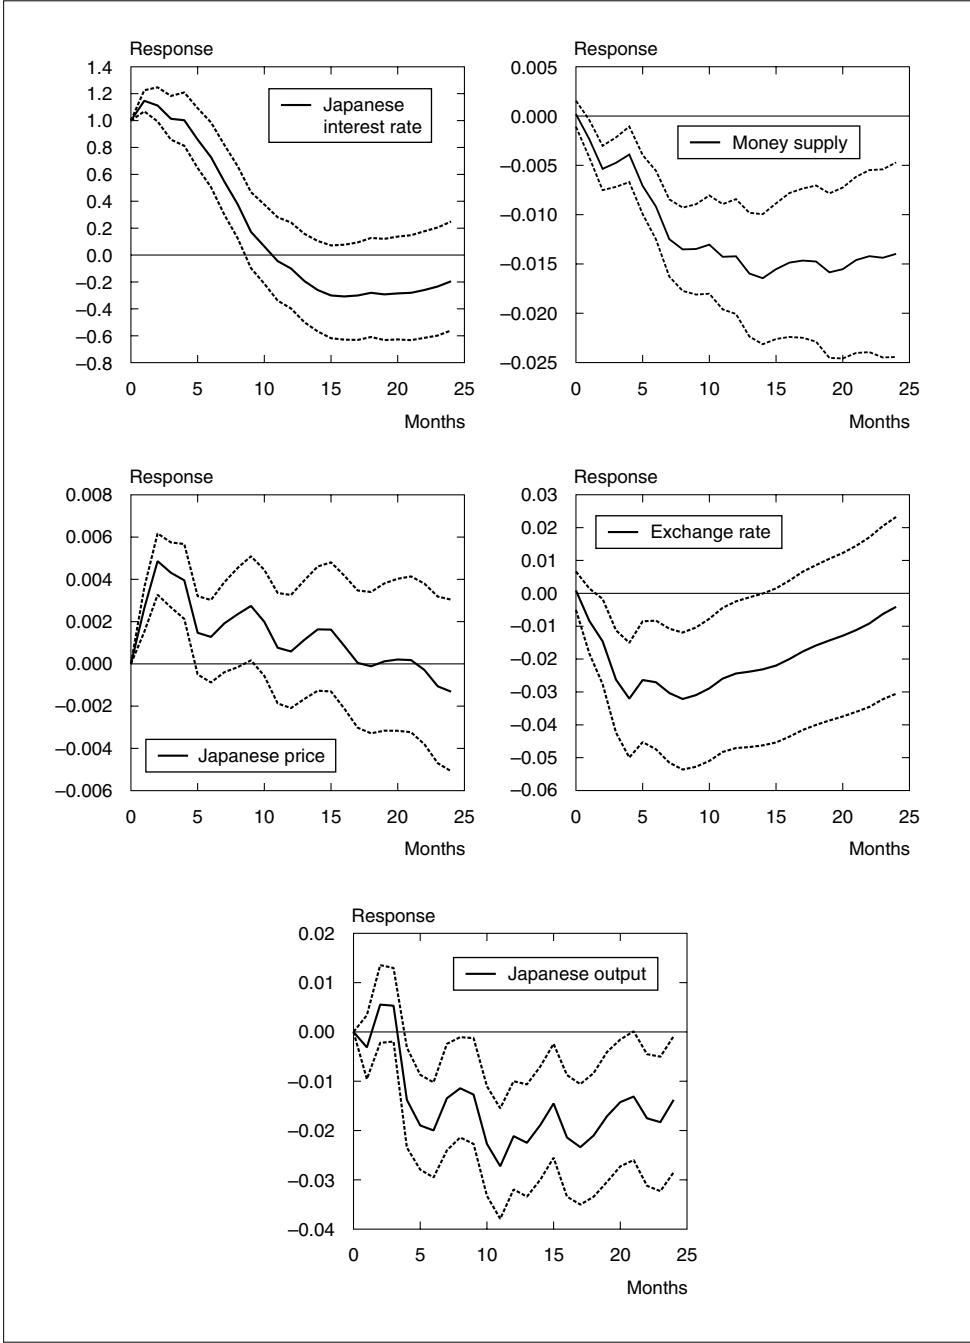 Response
1.4
1.2
1.0
0.8
0.6
0.4
0.2
0.0
−0.2
−0.4
−0.6
−0.8
Japanese
interest rate
0 5 10 15 20 25
Months
Response
0.005
0.000
−0.005
−0.010
−0.015
−0.020
−0.025
Money supply
0 5 10 15 20 25
Months
Response
0.008
0.006
0.004
0.002
0.000
−0.002
−0.004
−0.006
Japanese price
0 5 10 15 20 25
Months
Response
0.03
0.02
0.01
0.00
−0.01
−0.02
−0.03
−0.04
−0.05
−0.06
Exchange rate
0 5 10 15 20 25
Months
Response
0.02
0.01
0.00
−0.01
−0.02
−0.03
−0.04
Japanese output
0 5 10 15 20 25
Months